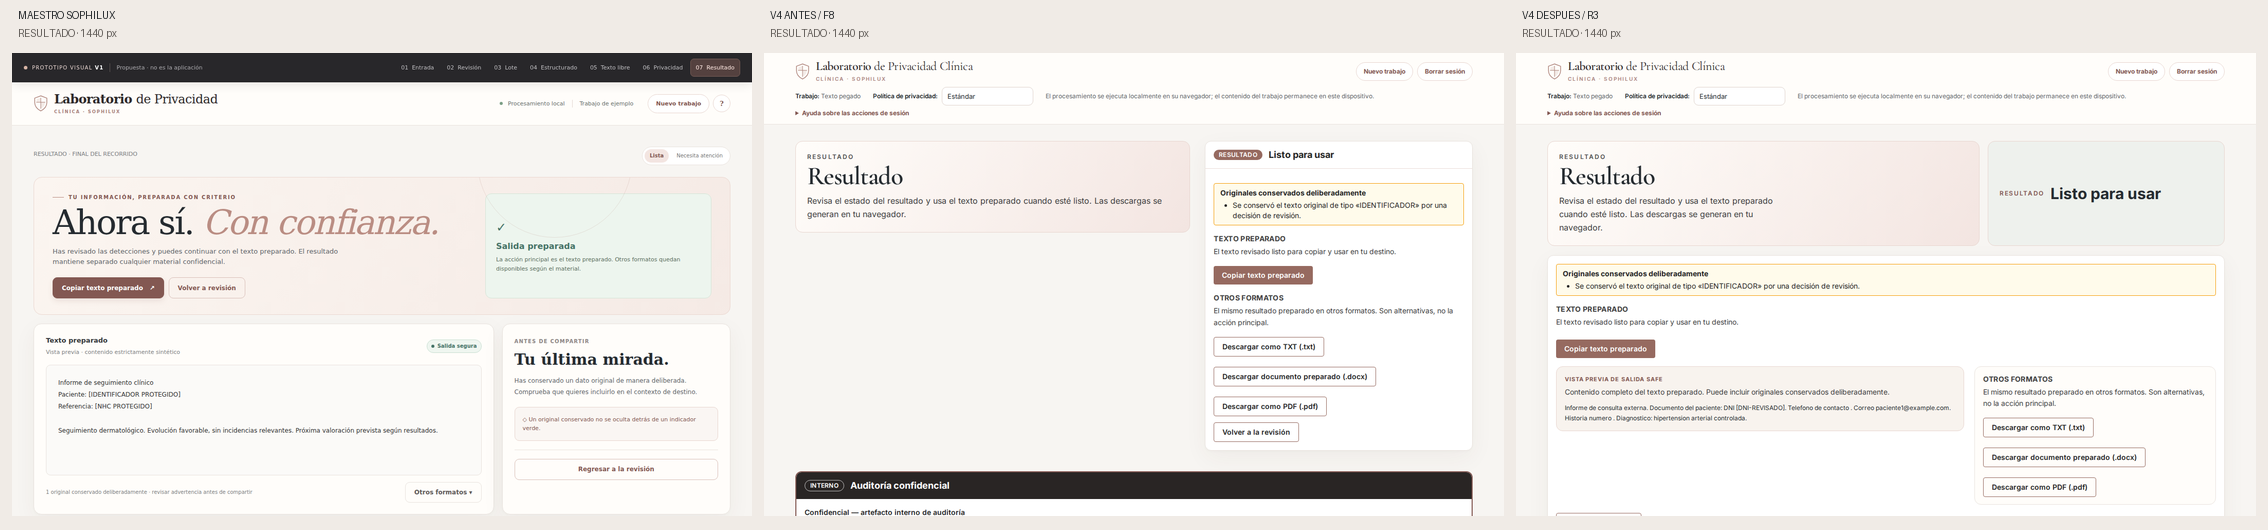 MAESTRO SOPHILUX
RESULTADO · 1440 px
PROTOTIPO VISUAL V1 Propuesta · no es la aplicación
01 Entrada 02 Revisión 03 Lote 04 Estructurado 05 Texto libre 06 Privacidad 07 Resultado
Laboratorio de Privacidad
CLÍNICA · SOPHILUX
Procesamiento local Trabajo de ejemplo Nuevo trabajo ?
RESULTADO · FINAL DEL RECORRIDO
Lista Necesita atención
TU INFORMACIÓN, PREPARADA CON CRITERIO
Ahora sí. Con confianza.
Has revisado las detecciones y puedes continuar con el texto preparado. El resultado
mantiene separado cualquier material confidencial.
Copiar texto preparado ↗ Volver a revisión
✓
Salida preparada
La acción principal es el texto preparado. Otros formatos quedan
disponibles según el material.
Texto preparado
Vista previa · contenido estrictamente sintético
Salida segura
Informe de seguimiento clínico
Paciente: [IDENTIFICADOR PROTEGIDO]
Referencia: [NHC PROTEGIDO]
Seguimiento dermatológico. Evolución favorable, sin incidencias relevantes. Próxima valoración prevista según resultados.
1 original conservado deliberadamente · revisar advertencia antes de compartir
Otros formatos ▾
ANTES DE COMPARTIR
Tu última mirada.
Has conservado un dato original de manera deliberada.
Comprueba que quieres incluirlo en el contexto de destino.
○ Un original conservado no se oculta detrás de un indicador
verde.
Regresar a la revisión
V4 ANTES / F8
RESULTADO · 1440 px
Laboratorio de Privacidad Clínica
CLÍNICA · SOPHILUX
Nuevo trabajo Borrar sesión
Trabajo: Texto pegado Política de privacidad: Estándar El procesamiento se ejecuta localmente en su navegador; el contenido del trabajo permanece en este dispositivo.
▸ Ayuda sobre las acciones de sesión
RESULTADO
Resultado
Revisa el estado del resultado y usa el texto preparado cuando esté listo. Las descargas se
generan en tu navegador.
RESULTADO Listo para usar
Originales conservados deliberadamente
• Se conservó el texto original de tipo «IDENTIFICADOR» por una
decisión de revisión.
TEXTO PREPARADO
El texto revisado listo para copiar y usar en tu destino.
Copiar texto preparado
OTROS FORMATOS
El mismo resultado preparado en otros formatos. Son alternativas, no la
acción principal.
Descargar como TXT (.txt)
Descargar documento preparado (.docx)
Descargar como PDF (.pdf)
Volver a la revisión
INTERNO Auditoría confidencial
Confidencial — artefacto interno de auditoría
V4 DESPUES / R3
RESULTADO · 1440 px
Laboratorio de Privacidad Clínica
CLÍNICA · SOPHILUX
Nuevo trabajo Borrar sesión
Trabajo: Texto pegado Política de privacidad: Estándar El procesamiento se ejecuta localmente en su navegador; el contenido del trabajo permanece en este dispositivo.
▸ Ayuda sobre las acciones de sesión
RESULTADO
Resultado
Revisa el estado del resultado y usa el texto preparado
cuando esté listo. Las descargas se generan en tu
navegador.
RESULTADO Listo para usar
Originales conservados deliberadamente
• Se conservó el texto original de tipo «IDENTIFICADOR» por una decisión de revisión.
TEXTO PREPARADO
El texto revisado listo para copiar y usar en tu destino.
Copiar texto preparado
VISTA PREVIA DE SALIDA SAFE
Contenido completo del texto preparado. Puede incluir originales conservados deliberadamente.
Informe de consulta externa. Documento del paciente: DNI [DNI-REVISADO]. Telefono de contacto . Correo paciente1@example.com.
Historia numero . Diagnostico: hipertension arterial controlada.
OTROS FORMATOS
El mismo resultado preparado en otros formatos. Son alternativas,
no la acción principal.
Descargar como TXT (.txt)
Descargar documento preparado (.docx)
Descargar como PDF (.pdf)